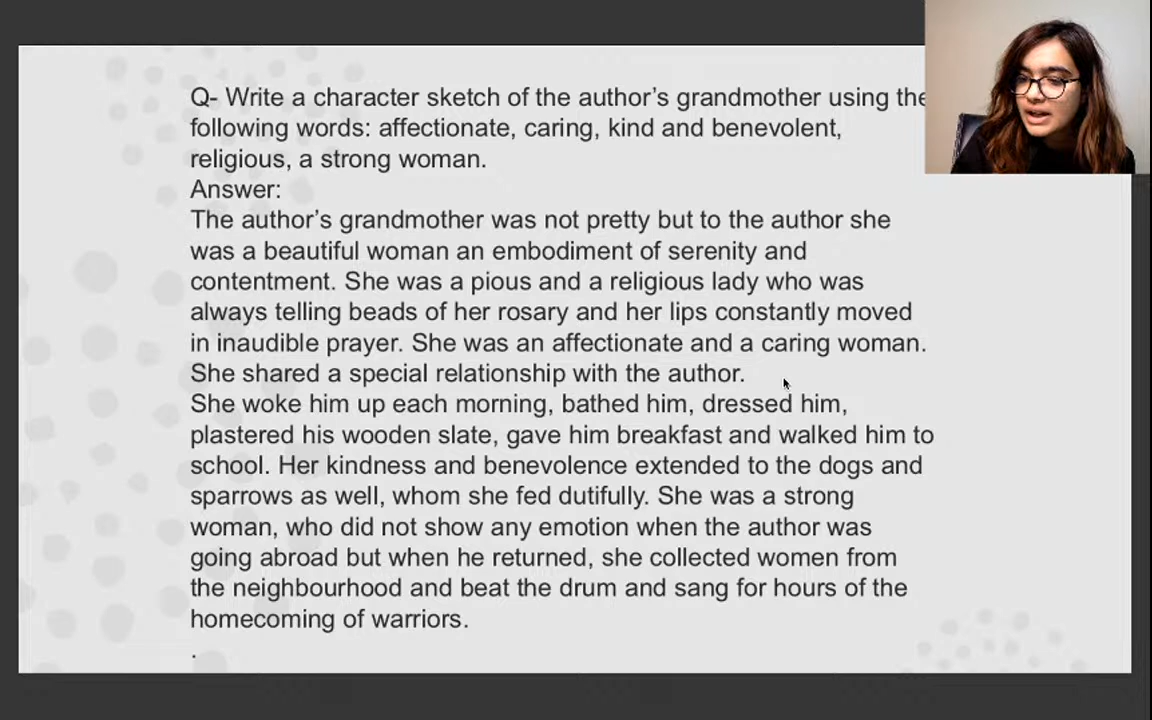 Q- Write a character sketch of the author's grandmother using the
following words: affectionate, caring, kind and benevolent,
religious, a strong woman.
Answer:
The author's grandmother was not pretty but to the author she
was a beautiful woman an embodiment of serenity and
contentment. She was a pious and a religious lady who was
always telling beads of her rosary and her lips constantly moved
in inaudible prayer. She was an affectionate and a caring woman.
She shared a special relationship with the author.
She woke him up each morning, bathed him, dressed him,
plastered his wooden slate, gave him breakfast and walked him to
school. Her kindness and benevolence extended to the dogs and
sparrows as well, whom she fed dutifully. She was a strong
woman, who did not show any emotion when the author was
going abroad but when he returned, she collected women from
the neighbourhood and beat the drum and sang for hours of the
homecoming of warriors.
.